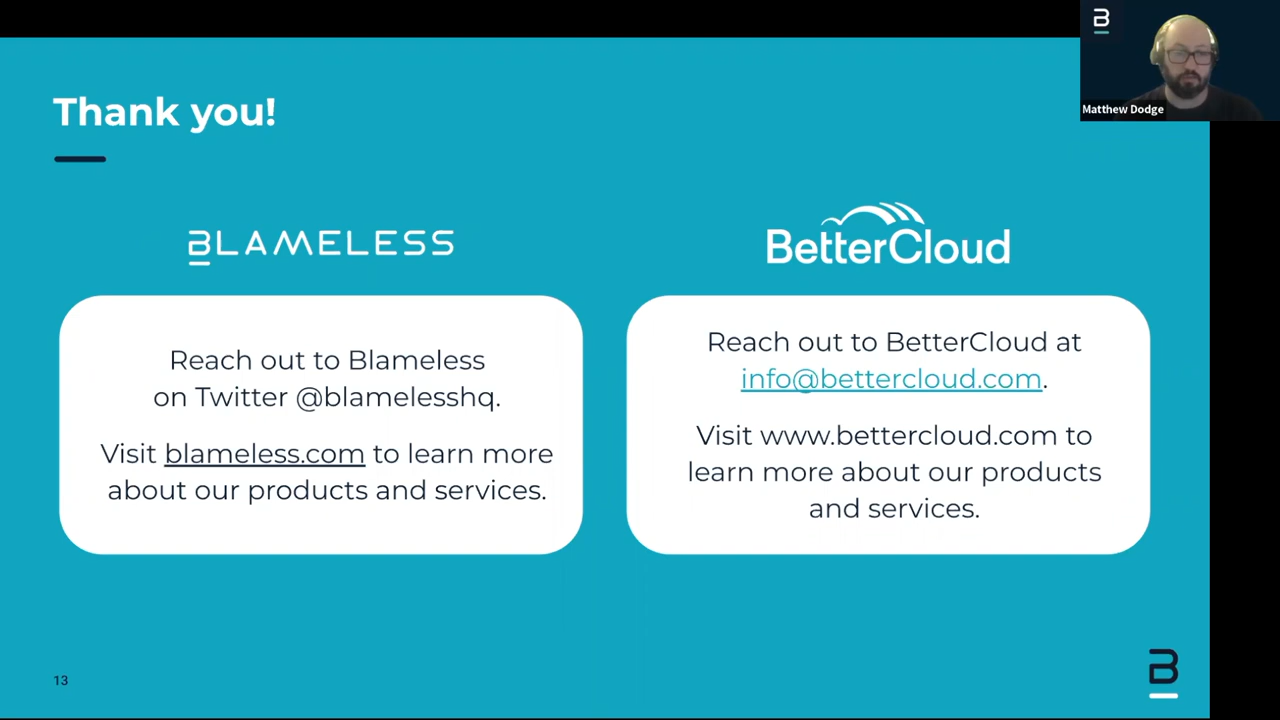 Thank you!
BLAMELESS
Reach out to Blameless
on Twitter @blamelesshq.
Visit blameless.com to learn more
about our products and services.
BetterCloud
Reach out to BetterCloud at
info@bettercloud.com.
Visit www.bettercloud.com to
learn more about our products
and services.
13
B
B
Matthew Dodge